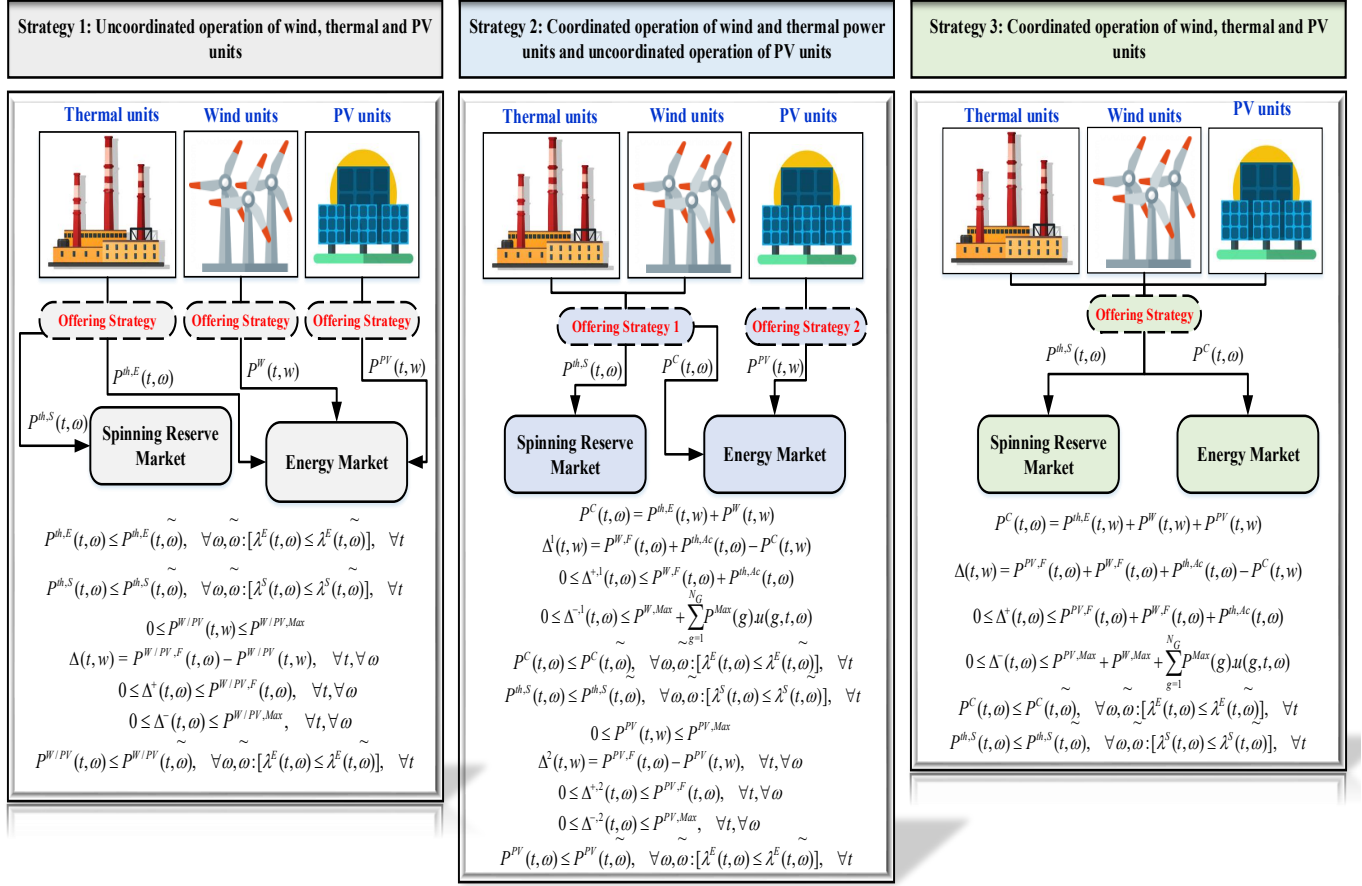 Strategy 1: Uncoordinated operation of wind, thermal and PV
units
Thermal units
Wind units
PV units
Offering Strategy
Offering Strategy
Offering Strategy
P^{th,E}(t,ω)
P^W(t,w)
P^{PV}(t,w)
P^{th,S}(t,ω)
Spinning Reserve
Market
Energy Market
P^{th,E}(t,ω) ≤ P^{th,E}(t,ω̃), ∀ω,ω̃:[λ^E(t,ω) ≤ λ^E(t,ω̃)], ∀t
P^{th,S}(t,ω) ≤ P^{th,S}(t,ω̃), ∀ω,ω̃:[λ^S(t,ω) ≤ λ^S(t,ω̃)], ∀t
0 ≤ P^{W/PV}(t,w) ≤ P^{W/PV,Max}
Δ(t,w) = P^{W/PV,F}(t,ω) − P^{W/PV}(t,w), ∀t,∀ω
0 ≤ Δ^+(t,ω) ≤ P^{W/PV,F}(t,ω), ∀t,∀ω
0 ≤ Δ^−(t,ω) ≤ P^{W/PV,Max}, ∀t,∀ω
P^{W/PV}(t,ω) ≤ P^{W/PV}(t,ω̃), ∀ω,ω̃:[λ^E(t,ω) ≤ λ^E(t,ω̃)], ∀t
Strategy 2: Coordinated operation of wind and thermal power
units and uncoordinated operation of PV units
Thermal units
Wind units
PV units
Offering Strategy 1
Offering Strategy 2
P^{th,S}(t,ω)
P^C(t,ω)
P^{PV}(t,w)
Spinning Reserve
Market
Energy Market
P^C(t,ω) = P^{th,E}(t,w) + P^W(t,w)
Δ^1(t,w) = P^{W,F}(t,ω) + P^{th,Ac}(t,ω) − P^C(t,w)
0 ≤ Δ^{+,1}(t,ω) ≤ P^{W,F}(t,ω) + P^{th,Ac}(t,ω)
0 ≤ Δ^{−,1}(t,ω) ≤ P^{W,Max} + ∑_{g=1}^{N_G} P^{Max}(g).u(g,t,ω)
P^C(t,ω) ≤ P^C(t,ω̃), ∀ω,ω̃:[λ^E(t,ω) ≤ λ^E(t,ω̃)], ∀t
P^{th,S}(t,ω) ≤ P^{th,S}(t,ω̃), ∀ω,ω̃:[λ^S(t,ω) ≤ λ^S(t,ω̃)], ∀t
0 ≤ P^{PV}(t,w) ≤ P^{PV,Max}
Δ^2(t,w) = P^{PV,F}(t,ω) − P^{PV}(t,w), ∀t,∀ω
0 ≤ Δ^{+,2}(t,ω) ≤ P^{PV,F}(t,ω), ∀t,∀ω
0 ≤ Δ^{−,2}(t,ω) ≤ P^{PV,Max}, ∀t,∀ω
P^{PV}(t,ω) ≤ P^{PV}(t,ω̃), ∀ω,ω̃:[λ^E(t,ω) ≤ λ^E(t,ω̃)], ∀t
Strategy 3: Coordinated operation of wind, thermal and PV
units
Thermal units
Wind units
PV units
Offering Strategy
P^{th,S}(t,ω)
P^C(t,ω)
Spinning Reserve
Market
Energy Market
P^C(t,ω) = P^{th,E}(t,w) + P^W(t,w) + P^{PV}(t,w)
Δ(t,w) = P^{PV,F}(t,ω) + P^{W,F}(t,ω) + P^{th,Ac}(t,ω) − P^C(t,w)
0 ≤ Δ^+(t,ω) ≤ P^{PV,F}(t,ω) + P^{W,F}(t,ω) + P^{th,Ac}(t,ω)
0 ≤ Δ^−(t,ω) ≤ P^{PV,Max} + P^{W,Max} + ∑_{g=1}^{N_G} P^{Max}(g).u(g,t,ω)
P^C(t,ω) ≤ P^C(t,ω̃), ∀ω,ω̃:[λ^E(t,ω) ≤ λ^E(t,ω̃)], ∀t
P^{th,S}(t,ω) ≤ P^{th,S}(t,ω̃), ∀ω,ω̃:[λ^S(t,ω) ≤ λ^S(t,ω̃)], ∀t